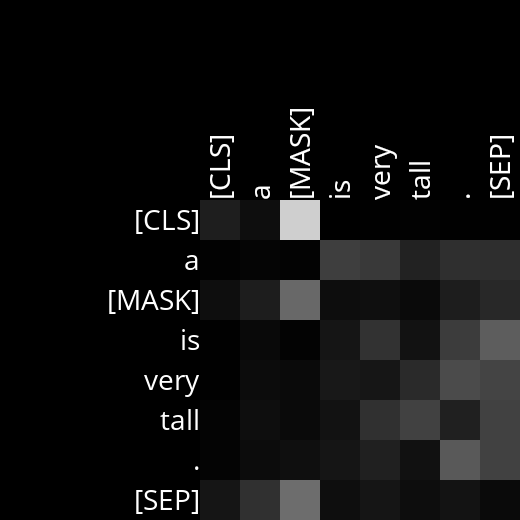 [CLS] a [MASK] is very tall . [SEP]
[CLS]
a
[MASK]
is
very
tall
.
[SEP]